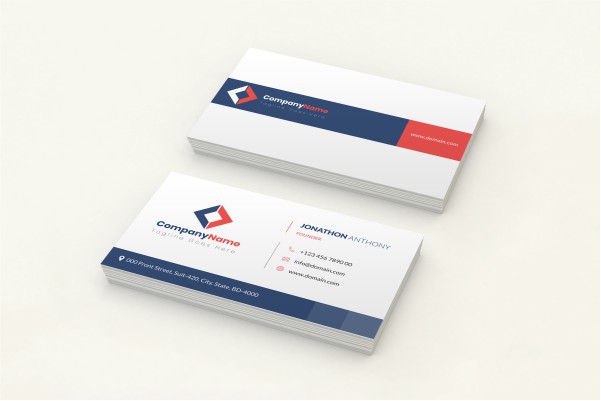 CompanyName
Tagline Goes Here
www.domain.com
CompanyName
Tagline Goes Here
JONATHON ANTHONY
FOUNDER
+123 456 7890 00
info@domain.com
www.domain.com
000 Front Street, Suit-420, City, State, BD-4000